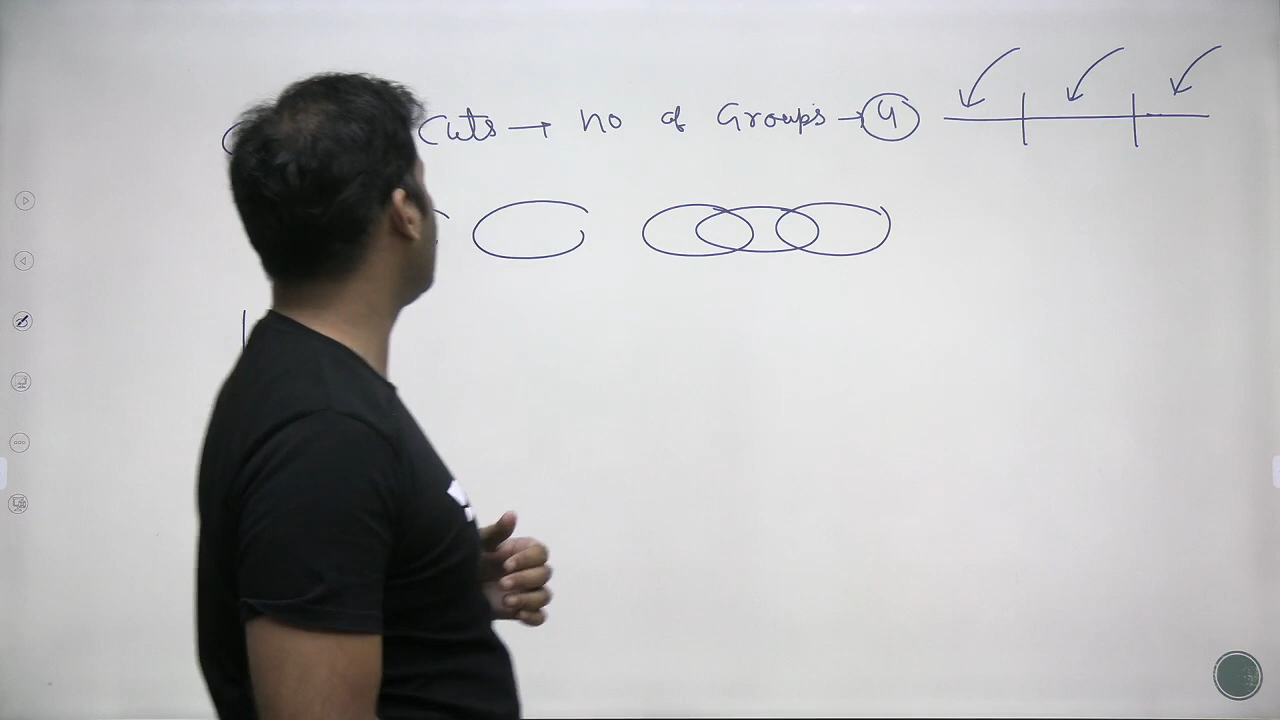 Cuts → no of Groups → 4